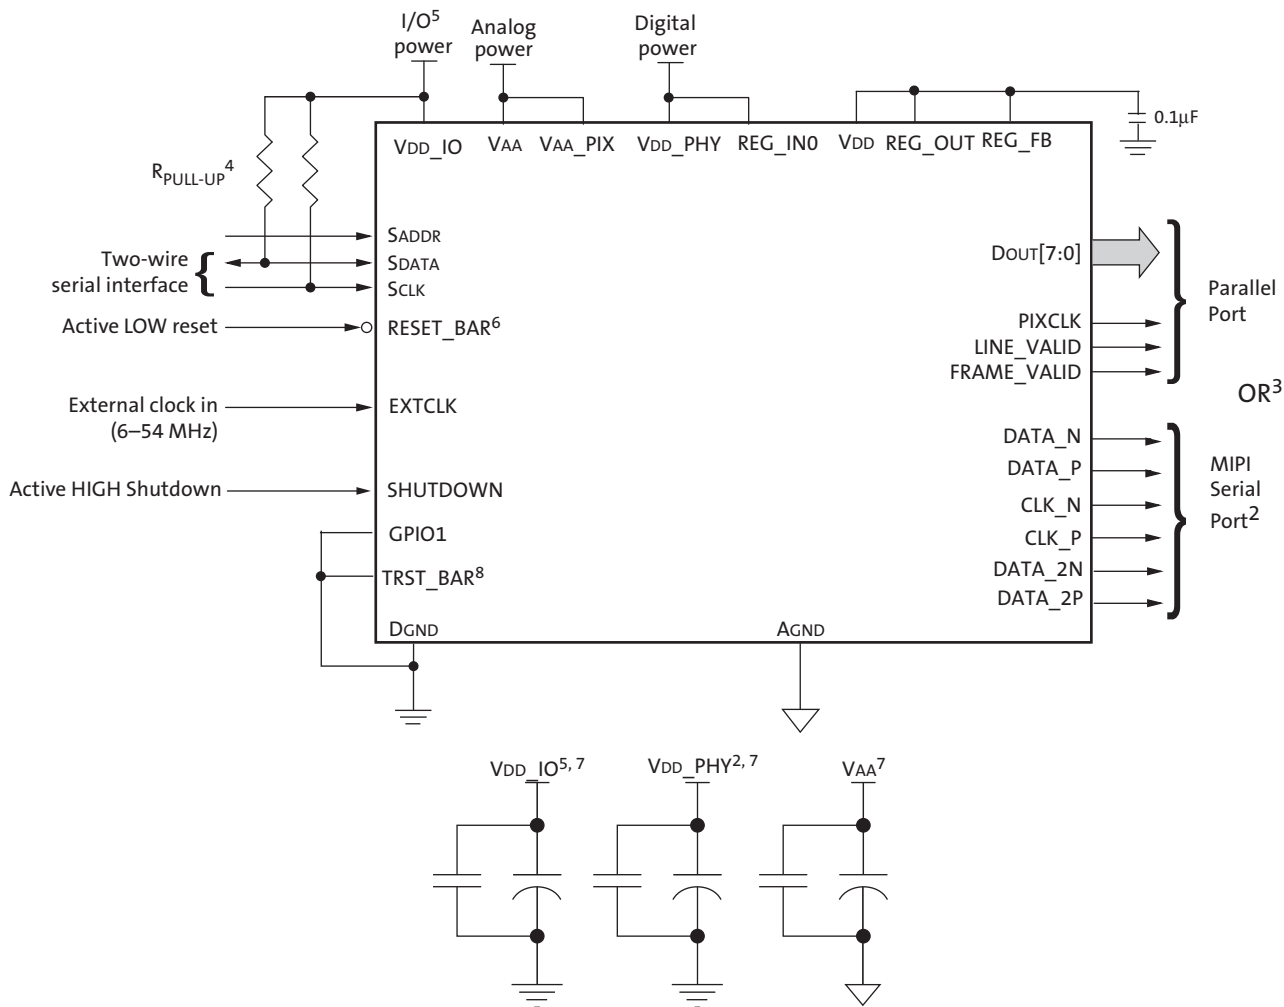 I/O5
power
Analog
power
Digital
power
0.1µF
VDD_IO
VAA
VAA_PIX
VDD_PHY
REG_IN0
VDD
REG_OUT
REG_FB
RPULL-UP4
SADDR
Two-wire
serial interface
{
SDATA
SCLK
Active LOW reset
RESET_BAR6
External clock in
(6–54 MHz)
EXTCLK
Active HIGH Shutdown
SHUTDOWN
GPIO1
TRST_BAR8
DGND
AGND
DOUT[7:0]
PIXCLK
LINE_VALID
FRAME_VALID
}
Parallel
Port
OR3
DATA_N
DATA_P
CLK_N
CLK_P
DATA_2N
DATA_2P
}
MIPI
Serial
Port2
VDD_IO5, 7
VDD_PHY2, 7
VAA7